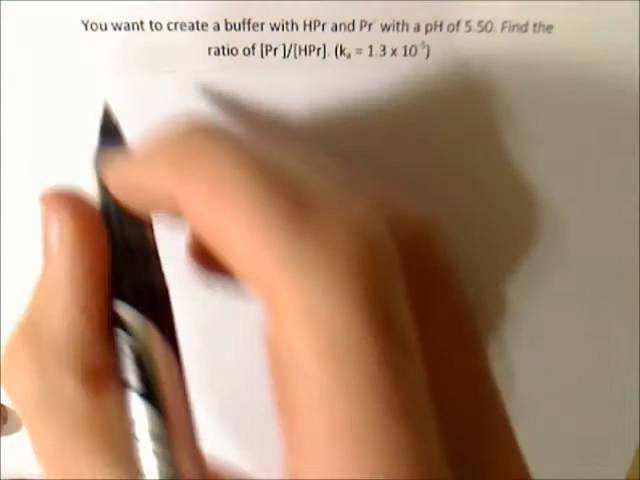 You want to create a buffer with HPr and Pr⁻ with a pH of 5.50. Find the
ratio of [Pr⁻]/[HPr]. (kₐ = 1.3 x 10⁻⁵)